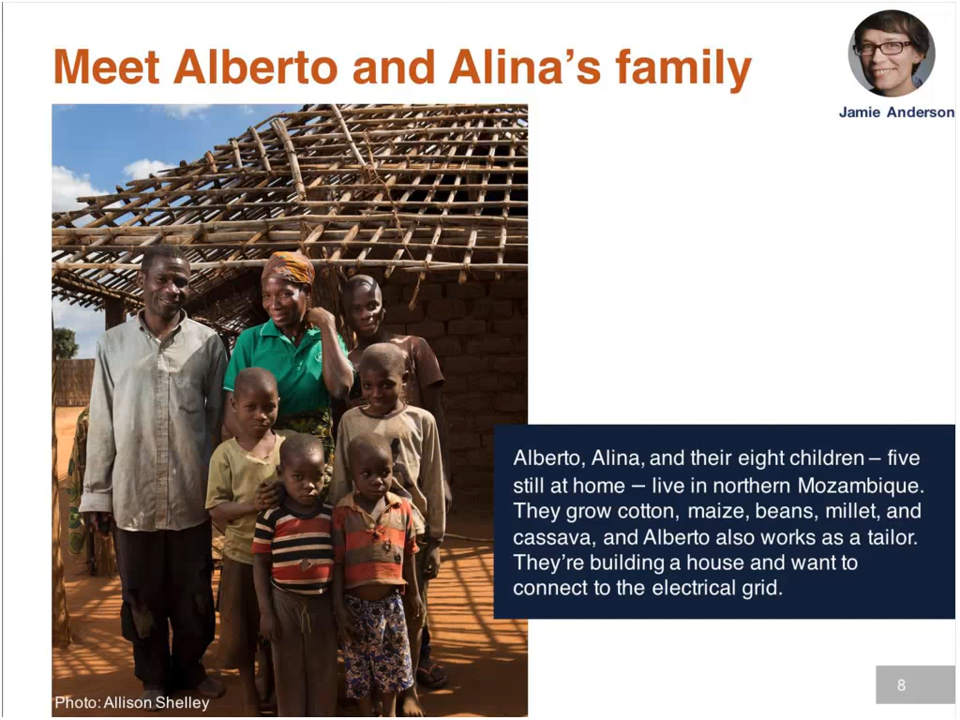 Meet Alberto and Alina's family
Jamie Anderson
Alberto, Alina, and their eight children – five
still at home – live in northern Mozambique.
They grow cotton, maize, beans, millet, and
cassava, and Alberto also works as a tailor.
They're building a house and want to
connect to the electrical grid.
Photo: Allison Shelley
8